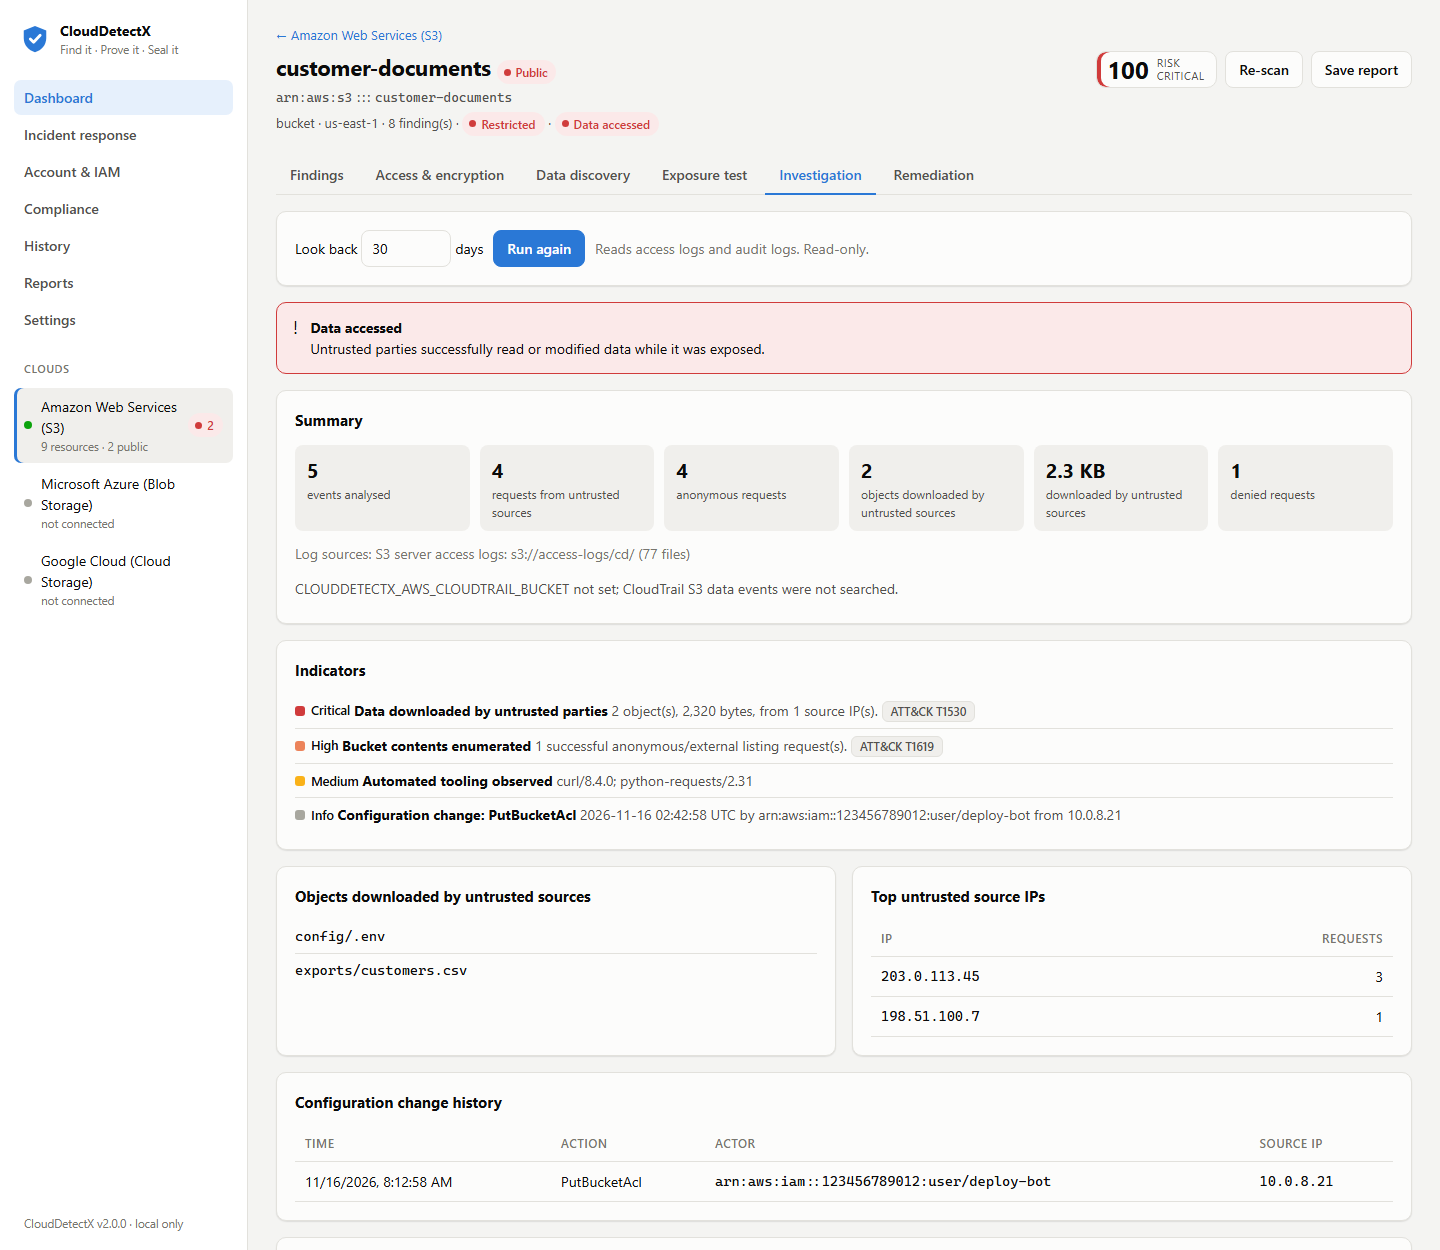 CloudDetectX
Find it · Prove it · Seal it
Dashboard
Incident response
Account & IAM
Compliance
History
Reports
Settings
CLOUDS
Amazon Web Services
(S3)
9 resources · 2 public
2
Microsoft Azure (Blob
Storage)
not connected
Google Cloud (Cloud
Storage)
not connected
CloudDetectX v2.0.0 · local only
← Amazon Web Services (S3)
customer-documents Public
arn:aws:s3:::customer-documents
bucket · us-east-1 · 8 finding(s) · Restricted · Data accessed
100 RISK
CRITICAL
Re-scan
Save report
Findings Access & encryption Data discovery Exposure test Investigation Remediation
Look back 30 days Run again Reads access logs and audit logs. Read-only.
! Data accessed
Untrusted parties successfully read or modified data while it was exposed.
Summary
5
events analysed
4
requests from untrusted
sources
4
anonymous requests
2
objects downloaded by
untrusted sources
2.3 KB
downloaded by untrusted
sources
1
denied requests
Log sources: S3 server access logs: s3://access-logs/cd/ (77 files)
CLOUDDETECTX_AWS_CLOUDTRAIL_BUCKET not set; CloudTrail S3 data events were not searched.
Indicators
Critical Data downloaded by untrusted parties 2 object(s), 2,320 bytes, from 1 source IP(s). ATT&CK T1530
High Bucket contents enumerated 1 successful anonymous/external listing request(s). ATT&CK T1619
Medium Automated tooling observed curl/8.4.0; python-requests/2.31
Info Configuration change: PutBucketAcl 2026-11-16 02:42:58 UTC by arn:aws:iam::123456789012:user/deploy-bot from 10.0.8.21
Objects downloaded by untrusted sources
config/.env
exports/customers.csv
Top untrusted source IPs
IP REQUESTS
203.0.113.45 3
198.51.100.7 1
Configuration change history
TIME ACTION ACTOR SOURCE IP
11/16/2026, 8:12:58 AM PutBucketAcl arn:aws:iam::123456789012:user/deploy-bot 10.0.8.21